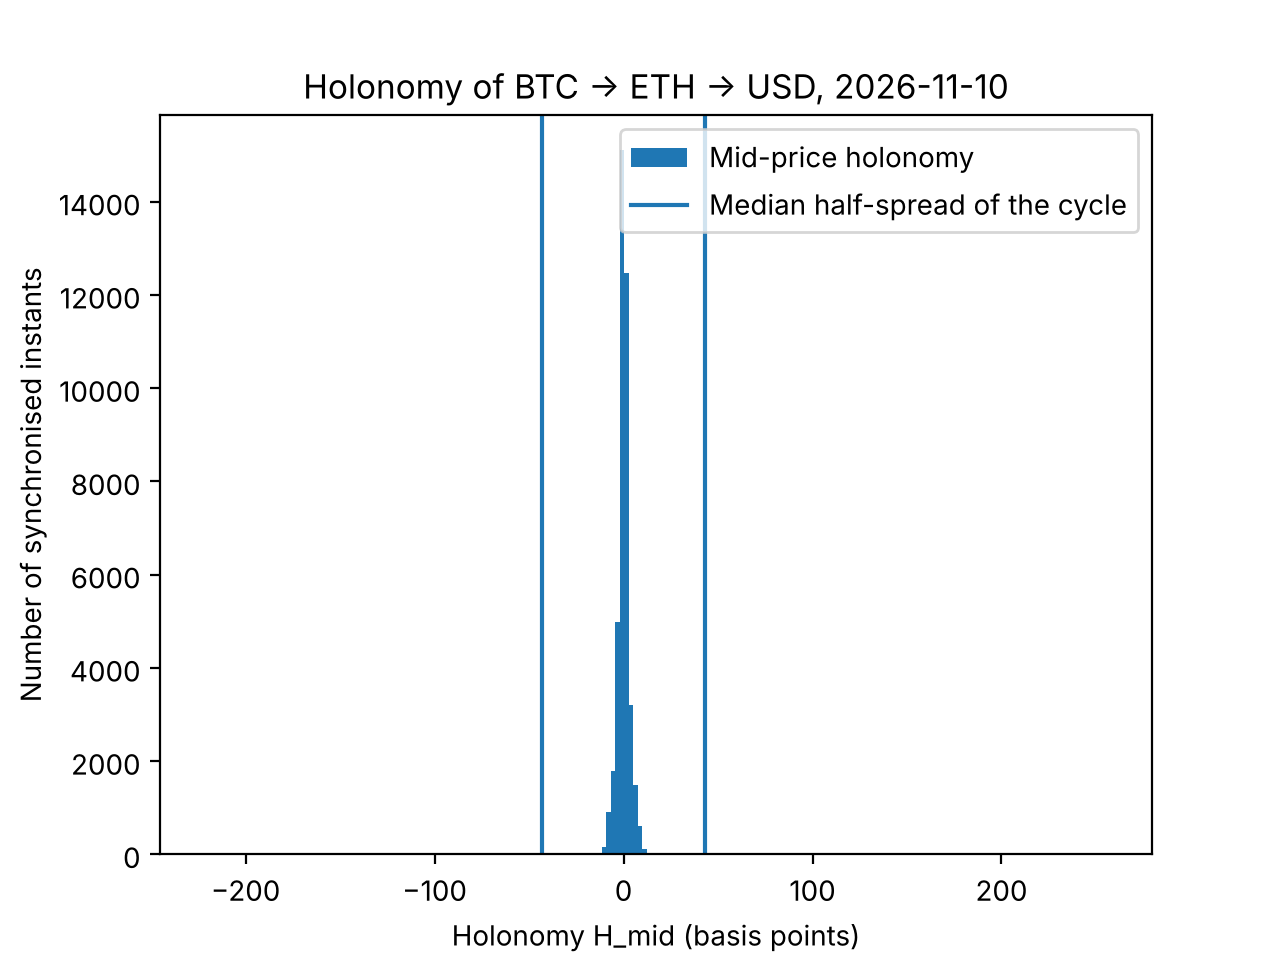 Holonomy of BTC → ETH → USD, 2026-11-10
Mid-price holonomy
Median half-spread of the cycle
Number of synchronised instants
14000
12000
10000
8000
6000
4000
2000
0
−200
−100
0
100
200
Holonomy H_mid (basis points)